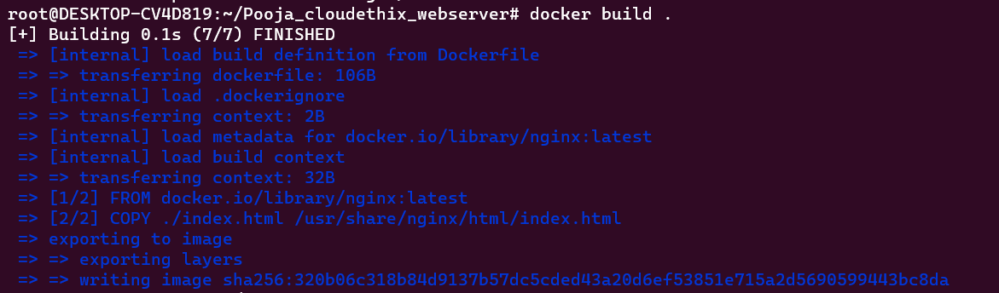 root@DESKTOP-CV4D819:~/Pooja_cloudethix_webserver# docker build .
[+] Building 0.1s (7/7) FINISHED
=> [internal] load build definition from Dockerfile
=> => transferring dockerfile: 106B
=> [internal] load .dockerignore
=> => transferring context: 2B
=> [internal] load metadata for docker.io/library/nginx:latest
=> [internal] load build context
=> => transferring context: 32B
=> [1/2] FROM docker.io/library/nginx:latest
=> [2/2] COPY ./index.html /usr/share/nginx/html/index.html
=> exporting to image
=> => exporting layers
=> => writing image sha256:320b06c318b84d9137b57dc5cded43a20d6ef53851e715a2d5690599443bc8da